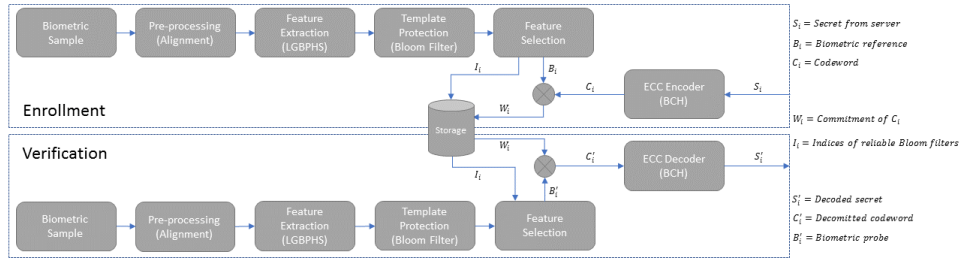 Biometric
Sample
Pre-processing
(Alignment)
Feature
Extraction
(LGBPHS)
Template
Protection
(Bloom Filter)
Feature
Selection
I_i
B_i
Enrollment
Storage
W_i
C_i
ECC Encoder
(BCH)
S_i
S_i = Secret from server
B_i = Biometric reference
C_i = Codeword
W_i = Commitment of C_i
I_i = Indices of reliable Bloom filters
Verification
W_i
I_i
C_i'
B_i'
ECC Decoder
(BCH)
S_i'
Biometric
Sample
Pre-processing
(Alignment)
Feature
Extraction
(LGBPHS)
Template
Protection
(Bloom Filter)
Feature
Selection
S_i' = Decoded secret
C_i' = Decomitted codeword
B_i' = Biometric probe